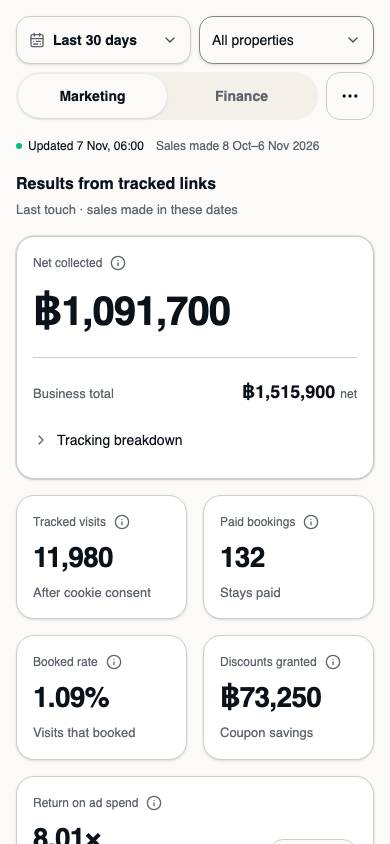 Last 30 days
All properties
Marketing
Finance
Updated 7 Nov, 06:00 Sales made 8 Oct–6 Nov 2026
Results from tracked links
Last touch · sales made in these dates
Net collected
฿1,091,700
Business total ฿1,515,900 net
Tracking breakdown
Tracked visits
11,980
After cookie consent
Paid bookings
132
Stays paid
Booked rate
1.09%
Visits that booked
Discounts granted
฿73,250
Coupon savings
Return on ad spend
8.01×